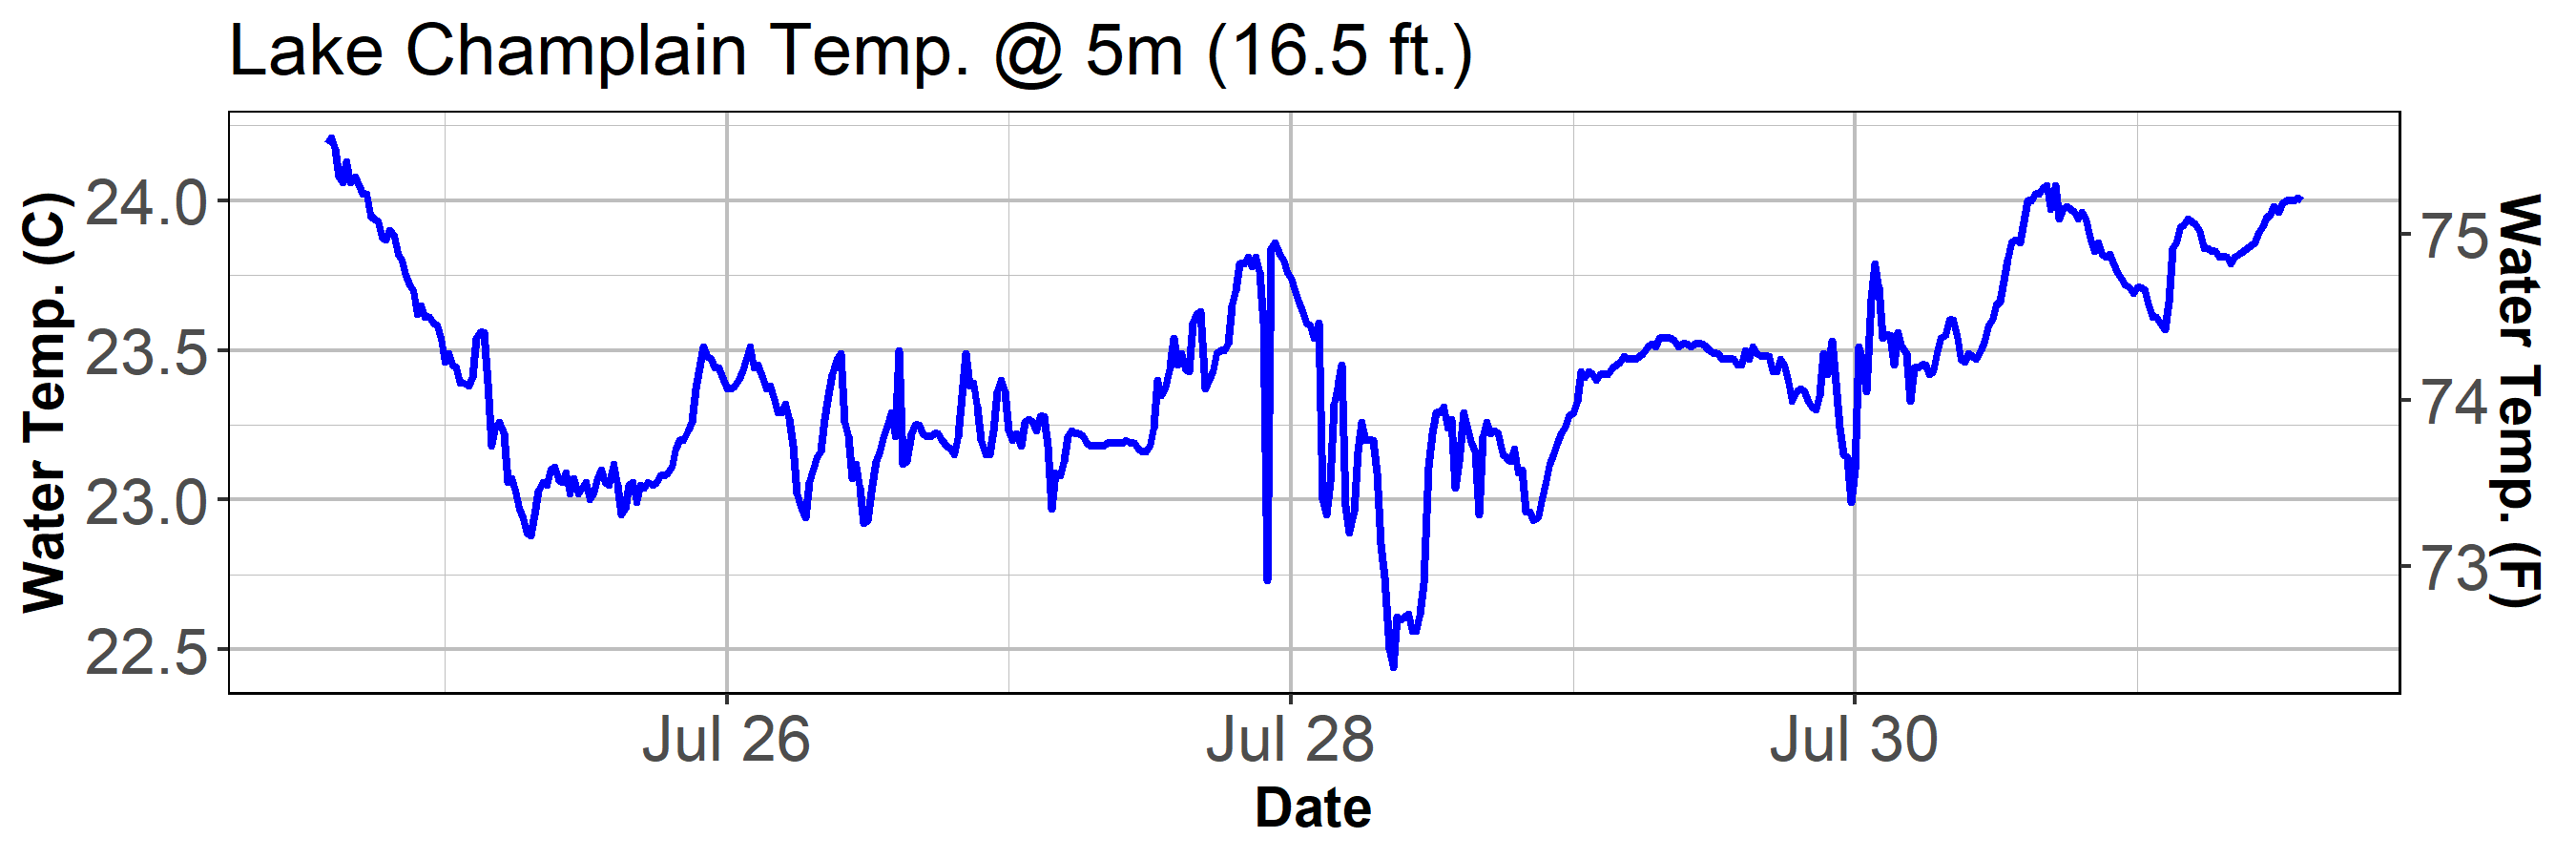 Lake Champlain Temp. @ 5m (16.5 ft.)
Water Temp. (C)
24.0
23.5
23.0
22.5
75
74
73
Water Temp. (F)
Jul 26
Jul 28
Jul 30
Date